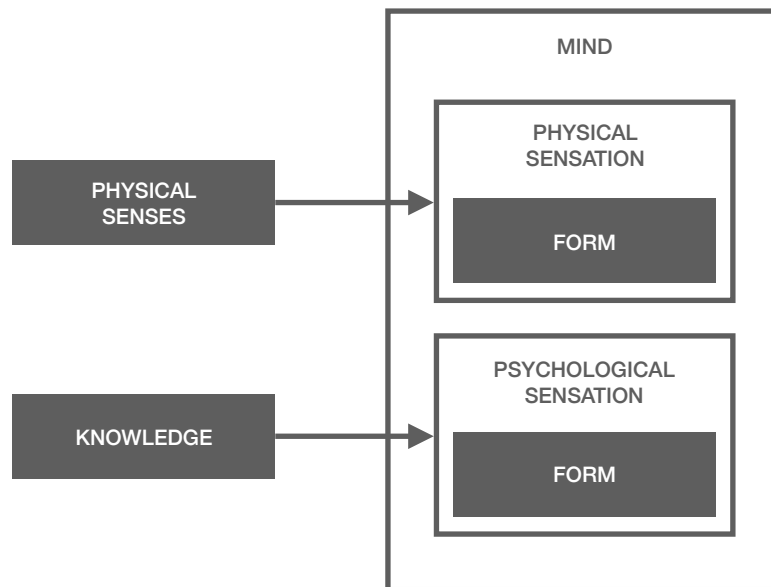 MIND
PHYSICAL
SENSATION
PHYSICAL
SENSES
FORM
PSYCHOLOGICAL
SENSATION
KNOWLEDGE
FORM